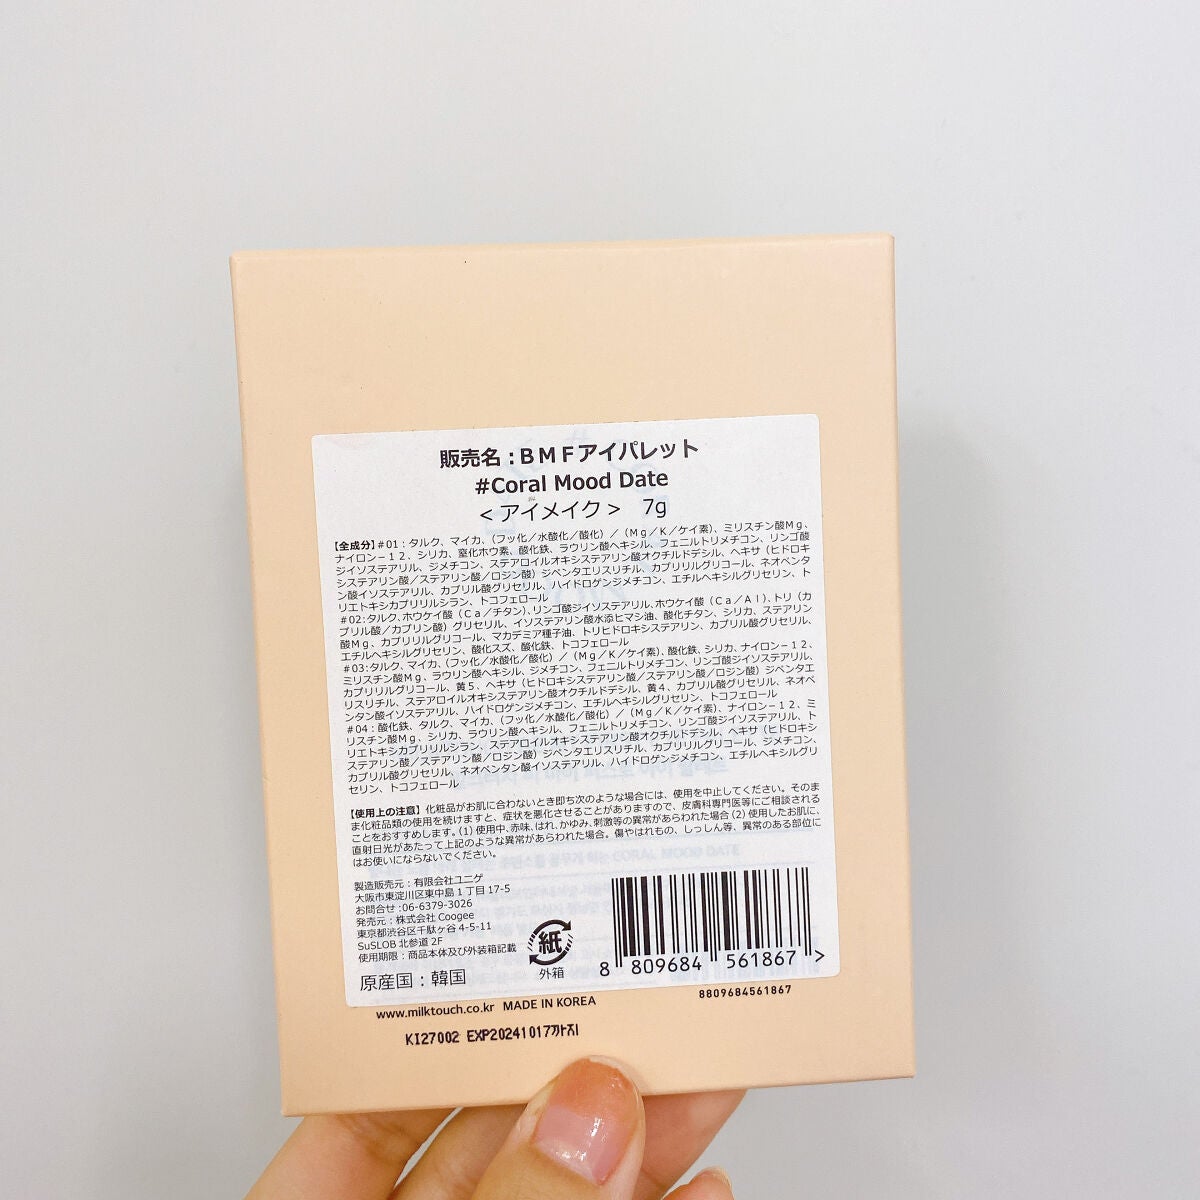 販売名：ＢＭＦアイパレット
#Coral Mood Date
＜アイメイク＞ 7g
【全成分】＃01：タルク、マイカ、（フッ化／水酸化／酸化）／（Ｍｇ／Ｋ／ケイ素）、ミリスチン酸Ｍｇ、
ナイロン－１２、シリカ、窒化ホウ素、酸化鉄、ラウリン酸ヘキシル、フェニルトリメチコン、リンゴ酸
ジイソステアリル、ジメチコン、ステアロイルオキシステアリン酸オクチルドデシル、ヘキサ（ヒドロキ
システアリン酸／ステアリン酸／ロジン酸）ジペンタエリスリチル、カプリリルグリコール、ネオペンタ
ン酸イソステアリル、カプリル酸グリセリル、ハイドロゲンジメチコン、エチルヘキシルグリセリン、ト
リエトキシカプリリルシラン、トコフェロール
＃02：タルク、ホウケイ酸（Ｃａ／チタン）、リンゴ酸ジイソステアリル、ホウケイ酸（Ｃａ／Ａｌ）、トリ（カ
プリル酸／カプリン酸）グリセリル、イソステアリン酸水添ヒマシ油、酸化チタン、シリカ、ステアリン
酸Ｍｇ、カプリリルグリコール、マカデミア種子油、トリヒドロキシステアリン、カプリル酸グリセリル、
エチルヘキシルグリセリン、酸化スズ、酸化鉄、トコフェロール
＃03：タルク、マイカ、（フッ化／水酸化／酸化）／（Ｍｇ／Ｋ／ケイ素）、酸化鉄、シリカ、ナイロン－１２、
ミリスチン酸Ｍｇ、ラウリン酸ヘキシル、ジメチコン、フェニルトリメチコン、リンゴ酸ジイソステアリル、
カプリリルグリコール、黄５、ヘキサ（ヒドロキシステアリン酸／ステアリン酸／ロジン酸）ジペンタエ
リスリチル、ステアロイルオキシステアリン酸オクチルドデシル、黄４、カプリル酸グリセリル、ネオペ
ンタン酸イソステアリル、ハイドロゲンジメチコン、エチルヘキシルグリセリン、トコフェロール
＃04：酸化鉄、タルク、マイカ、（フッ化／水酸化／酸化）／（Ｍｇ／Ｋ／ケイ素）、ナイロン－１２、ミ
リスチン酸Ｍｇ、シリカ、ラウリン酸ヘキシル、フェニルトリメチコン、リンゴ酸ジイソステアリル、ト
リエトキシカプリリルシラン、ステアロイルオキシステアリン酸オクチルドデシル、ヘキサ（ヒドロキシ
ステアリン酸／ステアリン酸／ロジン酸）ジペンタエリスリチル、カプリリルグリコール、ジメチコン、
カプリル酸グリセリル、ネオペンタン酸イソステアリル、ハイドロゲンジメチコン、エチルヘキシルグリ
セリン、トコフェロール
【使用上の注意】化粧品がお肌に合わないとき即ち次のような場合には、使用を中止してください。そのま
ま化粧品類の使用を続けますと、症状を悪化させることがありますので、皮膚科専門医等にご相談される
ことをおすすめします。(1) 使用中、赤味、はれ、かゆみ、刺激等の異常があらわれた場合 (2) 使用したお肌に、
直射日光があたって上記のような異常があらわれた場合。傷やはれもの、しっしん等、異常のある部位に
はお使いにならないでください。
製造販売元：有限会社ユニゲ
大阪市東淀川区東中島１丁目17-5
お問合せ:06-6379-3026
発売元：株式会社 Coogee
東京都渋谷区千駄ヶ谷 4-5-11
SuSLOB 北参道 2F
使用期限：商品本体及び外装箱記載
原産国：韓国
紙
外箱
8 809684 561867 >
www.milktouch.co.kr MADE IN KOREA
8809684561867
KI27002 EXP20241017까지